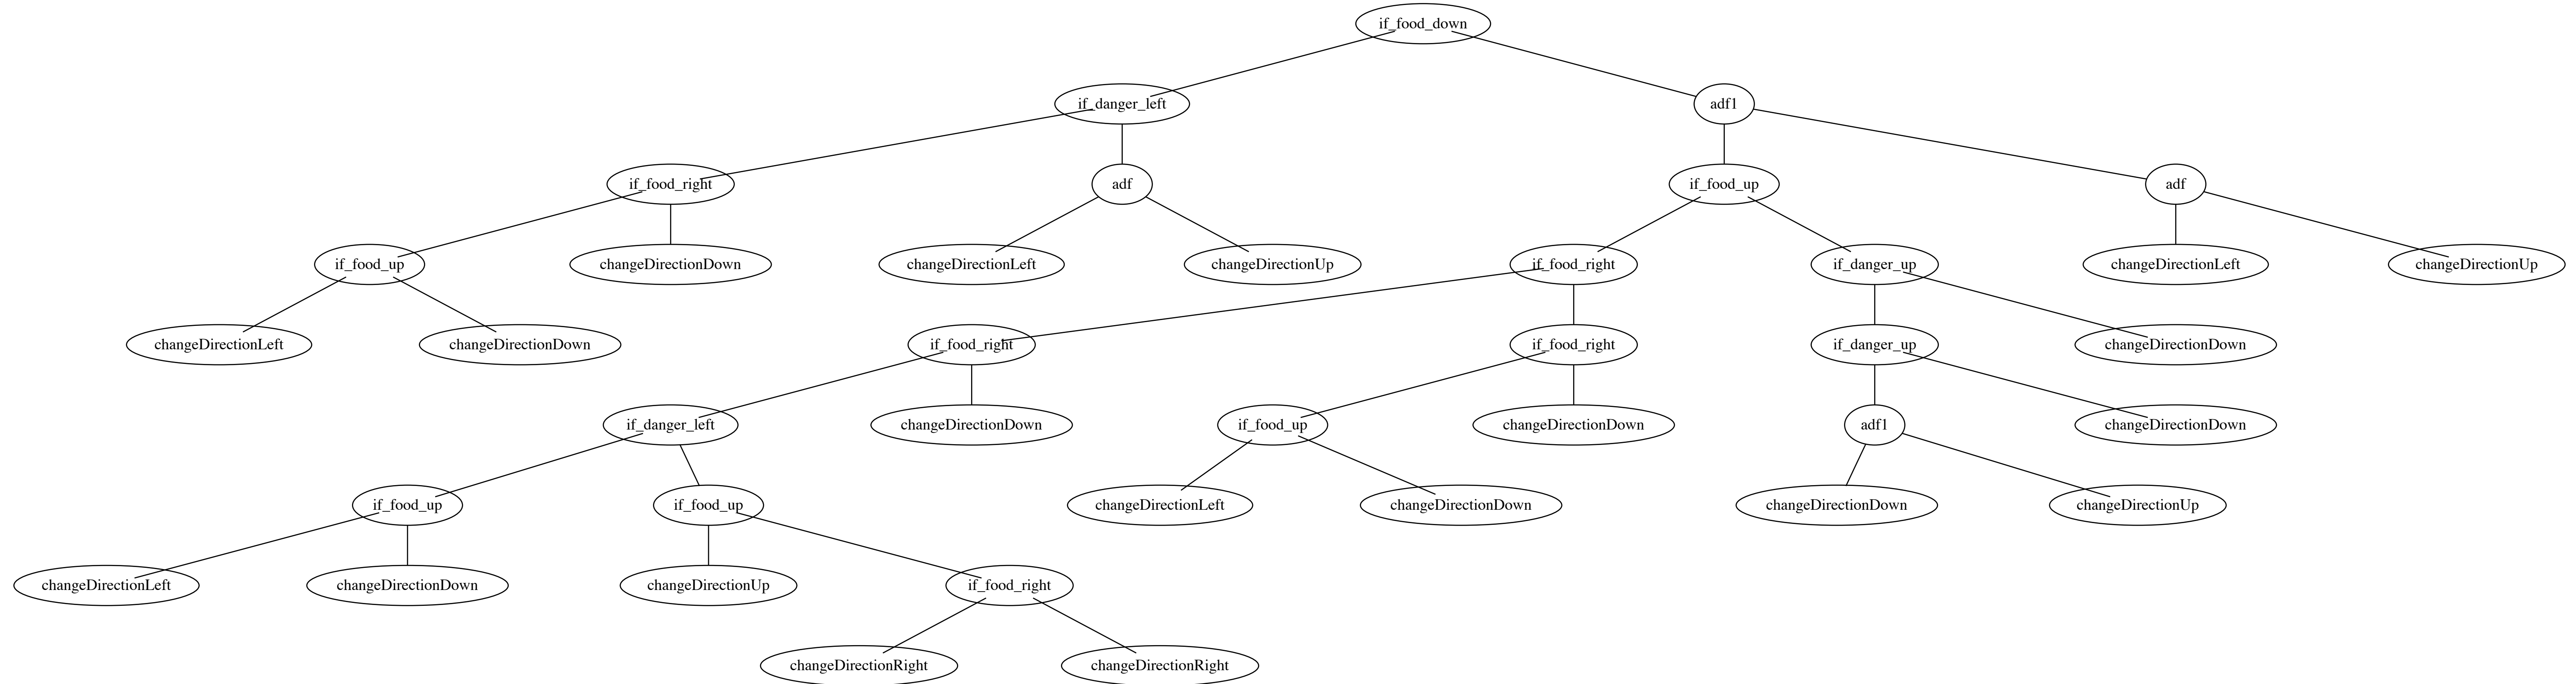 if_food_down
if_danger_left
adf1
if_food_right
adf
if_food_up
adf
if_food_up
changeDirectionDown
changeDirectionLeft
changeDirectionUp
if_food_right
if_danger_up
changeDirectionLeft
changeDirectionUp
changeDirectionLeft
changeDirectionDown
if_food_right
if_food_right
if_danger_up
changeDirectionDown
if_danger_left
changeDirectionDown
if_food_up
changeDirectionDown
adf1
changeDirectionDown
if_food_up
if_food_up
changeDirectionLeft
changeDirectionDown
changeDirectionDown
changeDirectionUp
changeDirectionLeft
changeDirectionDown
changeDirectionUp
if_food_right
changeDirectionRight
changeDirectionRight